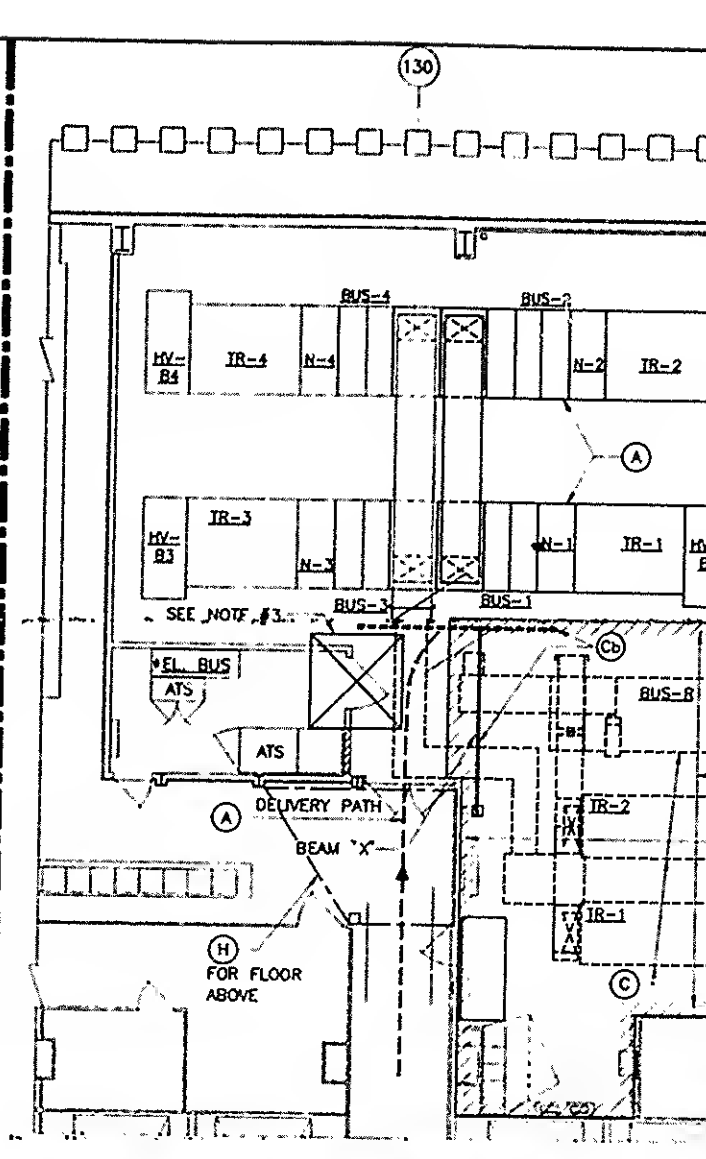 130
BUS-4
BUS-2
HV-
B4
TR-4
N-4
N-2
TR-2
A
HV-
B3
TR-3
N-3
N-1
TR-1
SEE NOTE #3
BUS-3
BUS-1
Cb
EL. BUS
ATS
BUS-R
ATS
A
DELIVERY PATH
TR-2
BEAM "X"
TR-1
H
FOR FLOOR
ABOVE
C